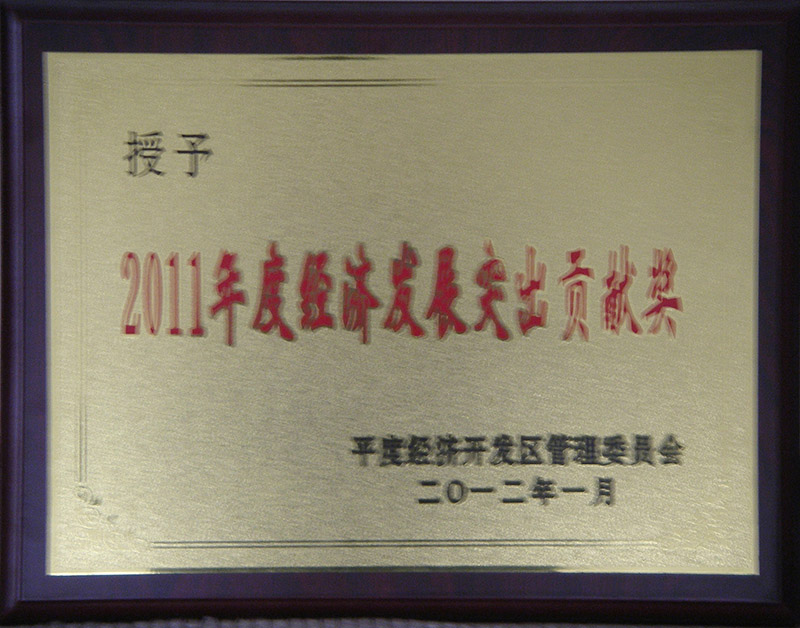 授予
2011年度经济发展突出贡献奖
平度经济开发区管理委员会
二〇一二年一月